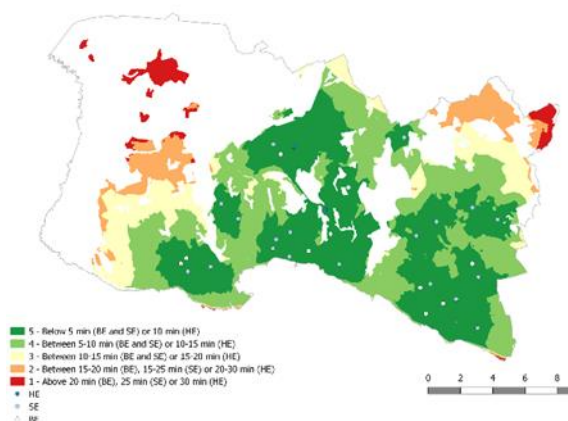 5 - Below 5 min (BE and SE) or 10 min (HE)
4 - Between 5-10 min (BE and SE) or 10-15 min (HE)
3 - Between 10-15 min (BE and SE) or 15-20 min (HE)
2 - Between 15-20 min (BE), 15-25 min (SE) or 20-30 min (HE)
1 - Above 20 min (BE), 25 min (SE) or 30 min (HE)
HE
SE
BE
0 2 4 6 8